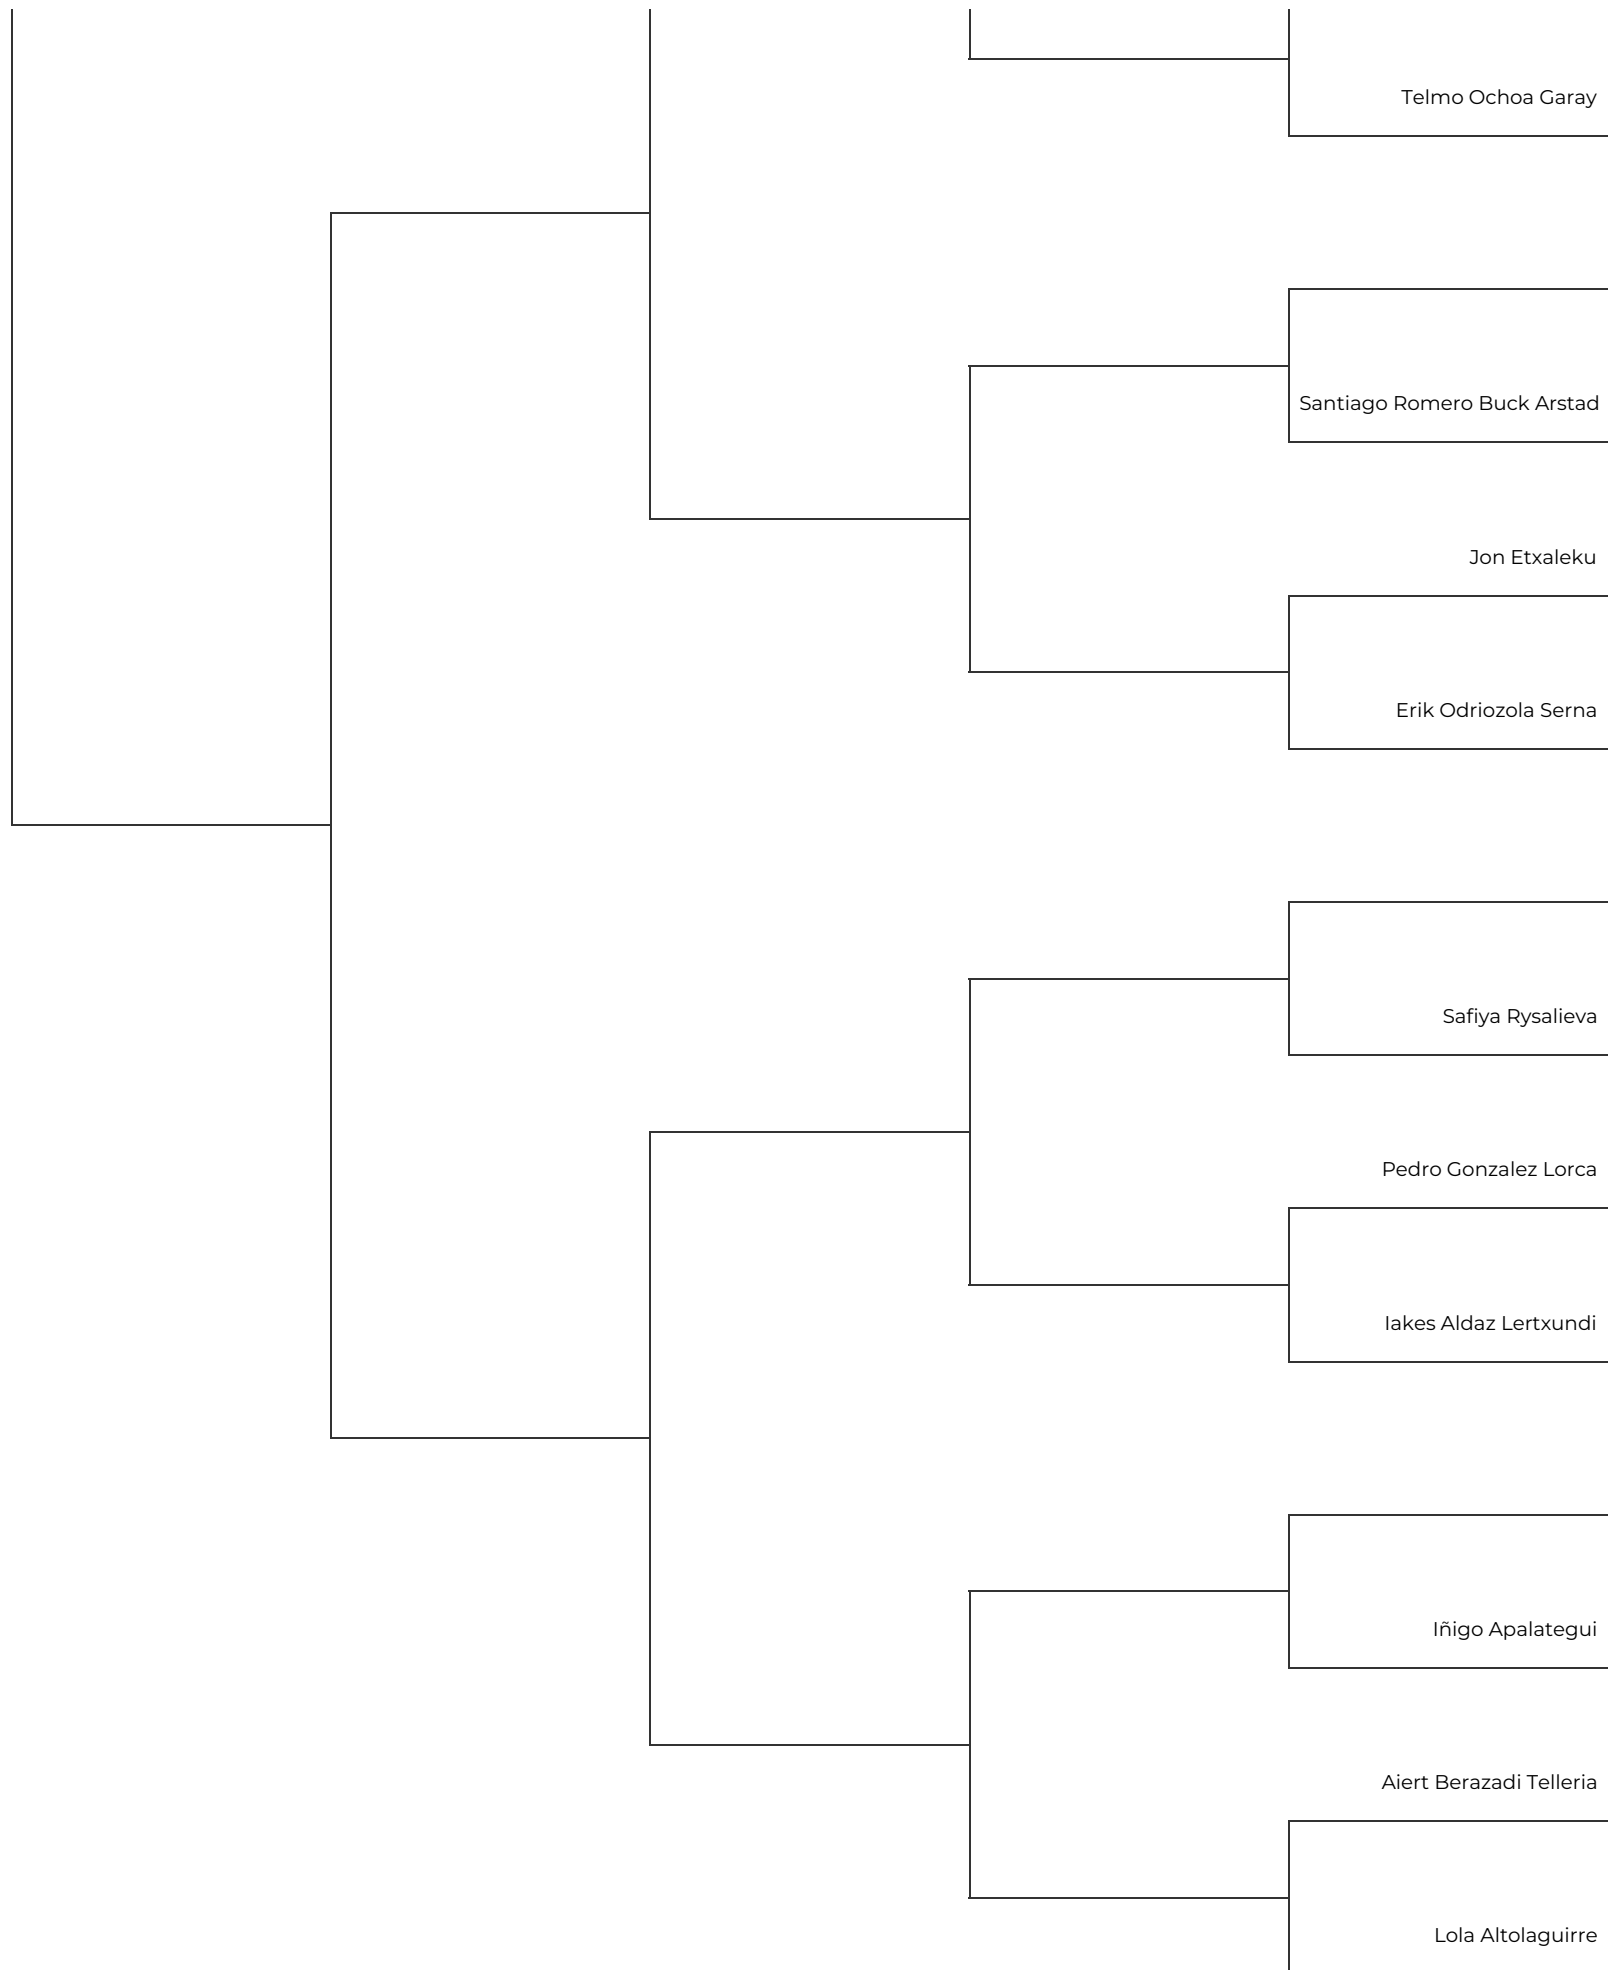 Telmo Ochoa Garay
Santiago Romero Buck Arstad
Jon Etxaleku
Erik Odriozola Serna
Safiya Rysalieva
Pedro Gonzalez Lorca
Iakes Aldaz Lertxundi
Iñigo Apalategui
Aiert Berazadi Telleria
Lola Altolaguirre